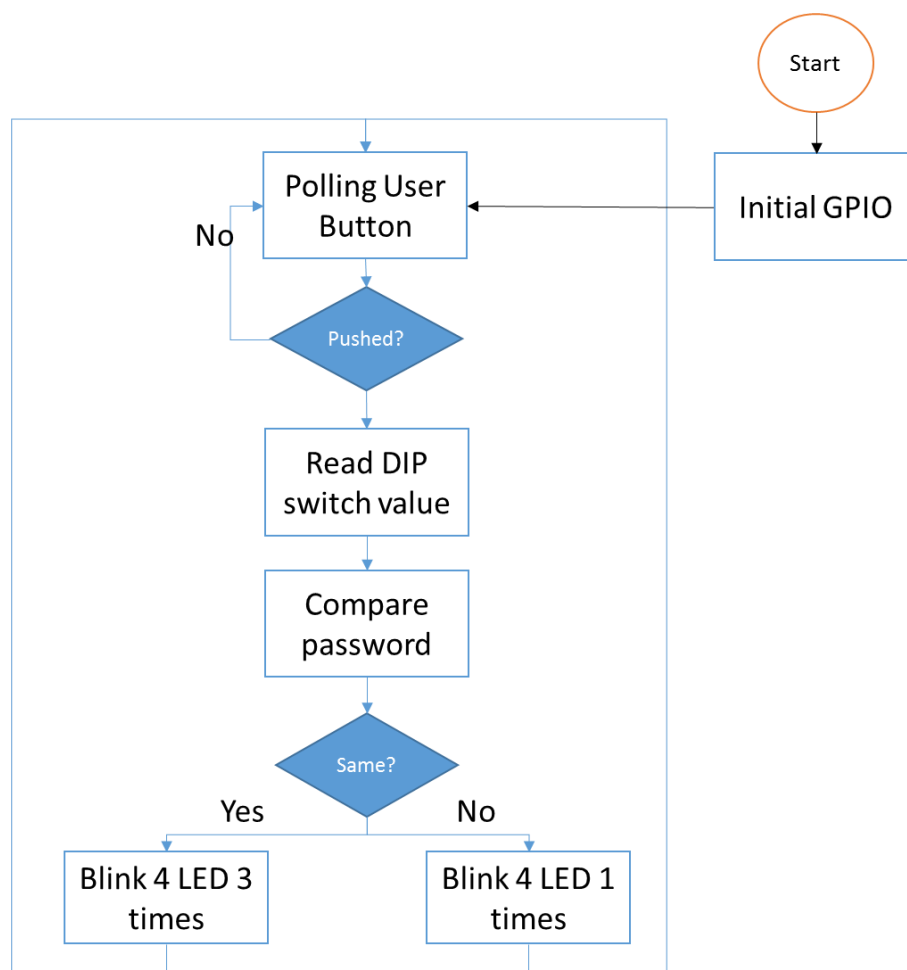 Start
Initial GPIO
Polling User
Button
No
Pushed?
Read DIP
switch value
Compare
password
Same?
Yes
No
Blink 4 LED 3
times
Blink 4 LED 1
times